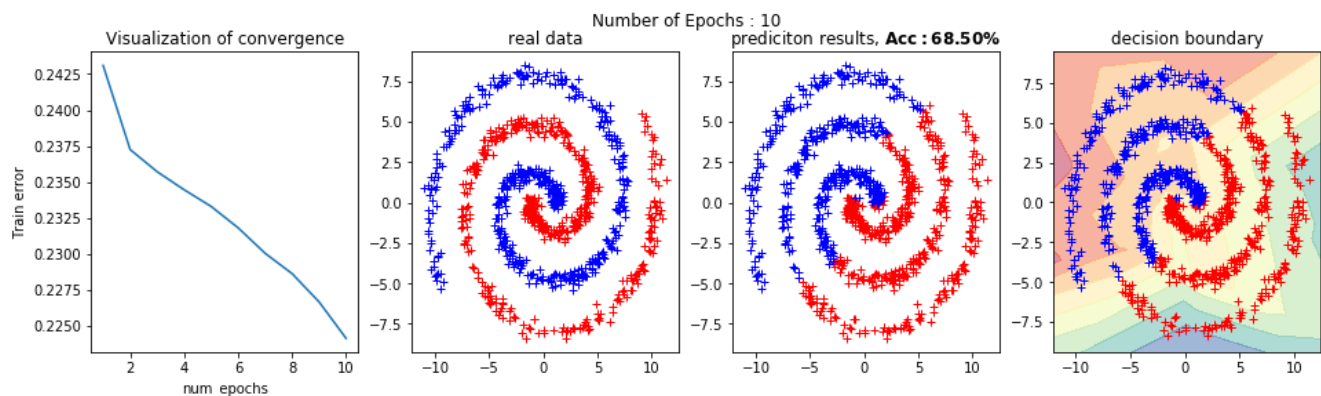 Number of Epochs : 10
Visualization of convergence
Train error
0.2425
0.2400
0.2375
0.2350
0.2325
0.2300
0.2275
0.2250
2 4 6 8 10
num_epochs
real data
7.5
5.0
2.5
0.0
−2.5
−5.0
−7.5
−10 −5 0 5 10
prediciton results, Acc : 68.50%
7.5
5.0
2.5
0.0
−2.5
−5.0
−7.5
−10 −5 0 5 10
decision boundary
7.5
5.0
2.5
0.0
−2.5
−5.0
−7.5
−10 −5 0 5 10